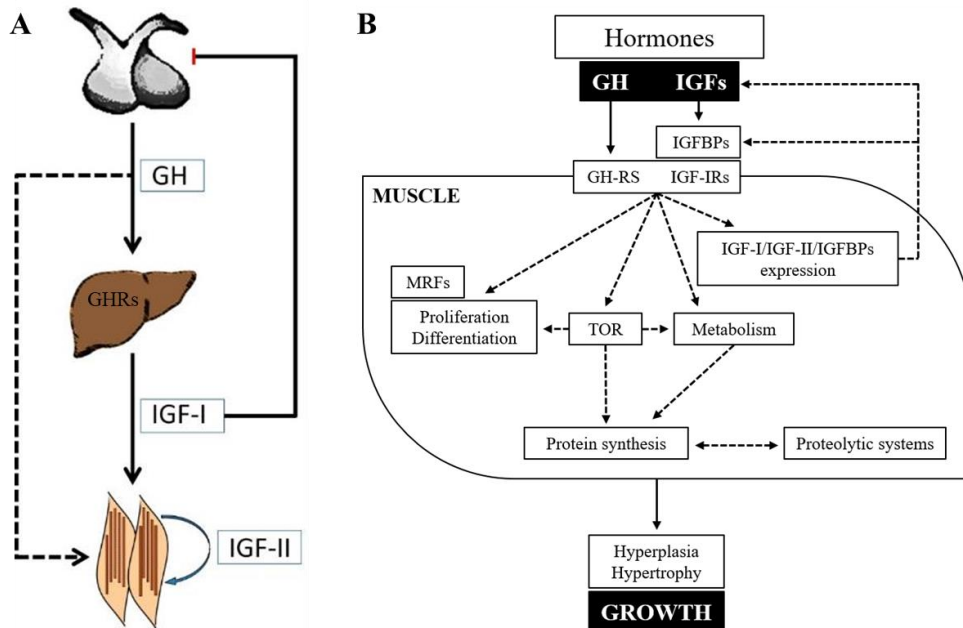 A
GH
GHRs
IGF-I
IGF-II
B
Hormones
GH IGFs
IGFBPs
GH-RS IGF-IRs
MUSCLE
IGF-I/IGF-II/IGFBPs
expression
MRFs
Proliferation
Differentiation
TOR
Metabolism
Protein synthesis
Proteolytic systems
Hyperplasia
Hypertrophy
GROWTH